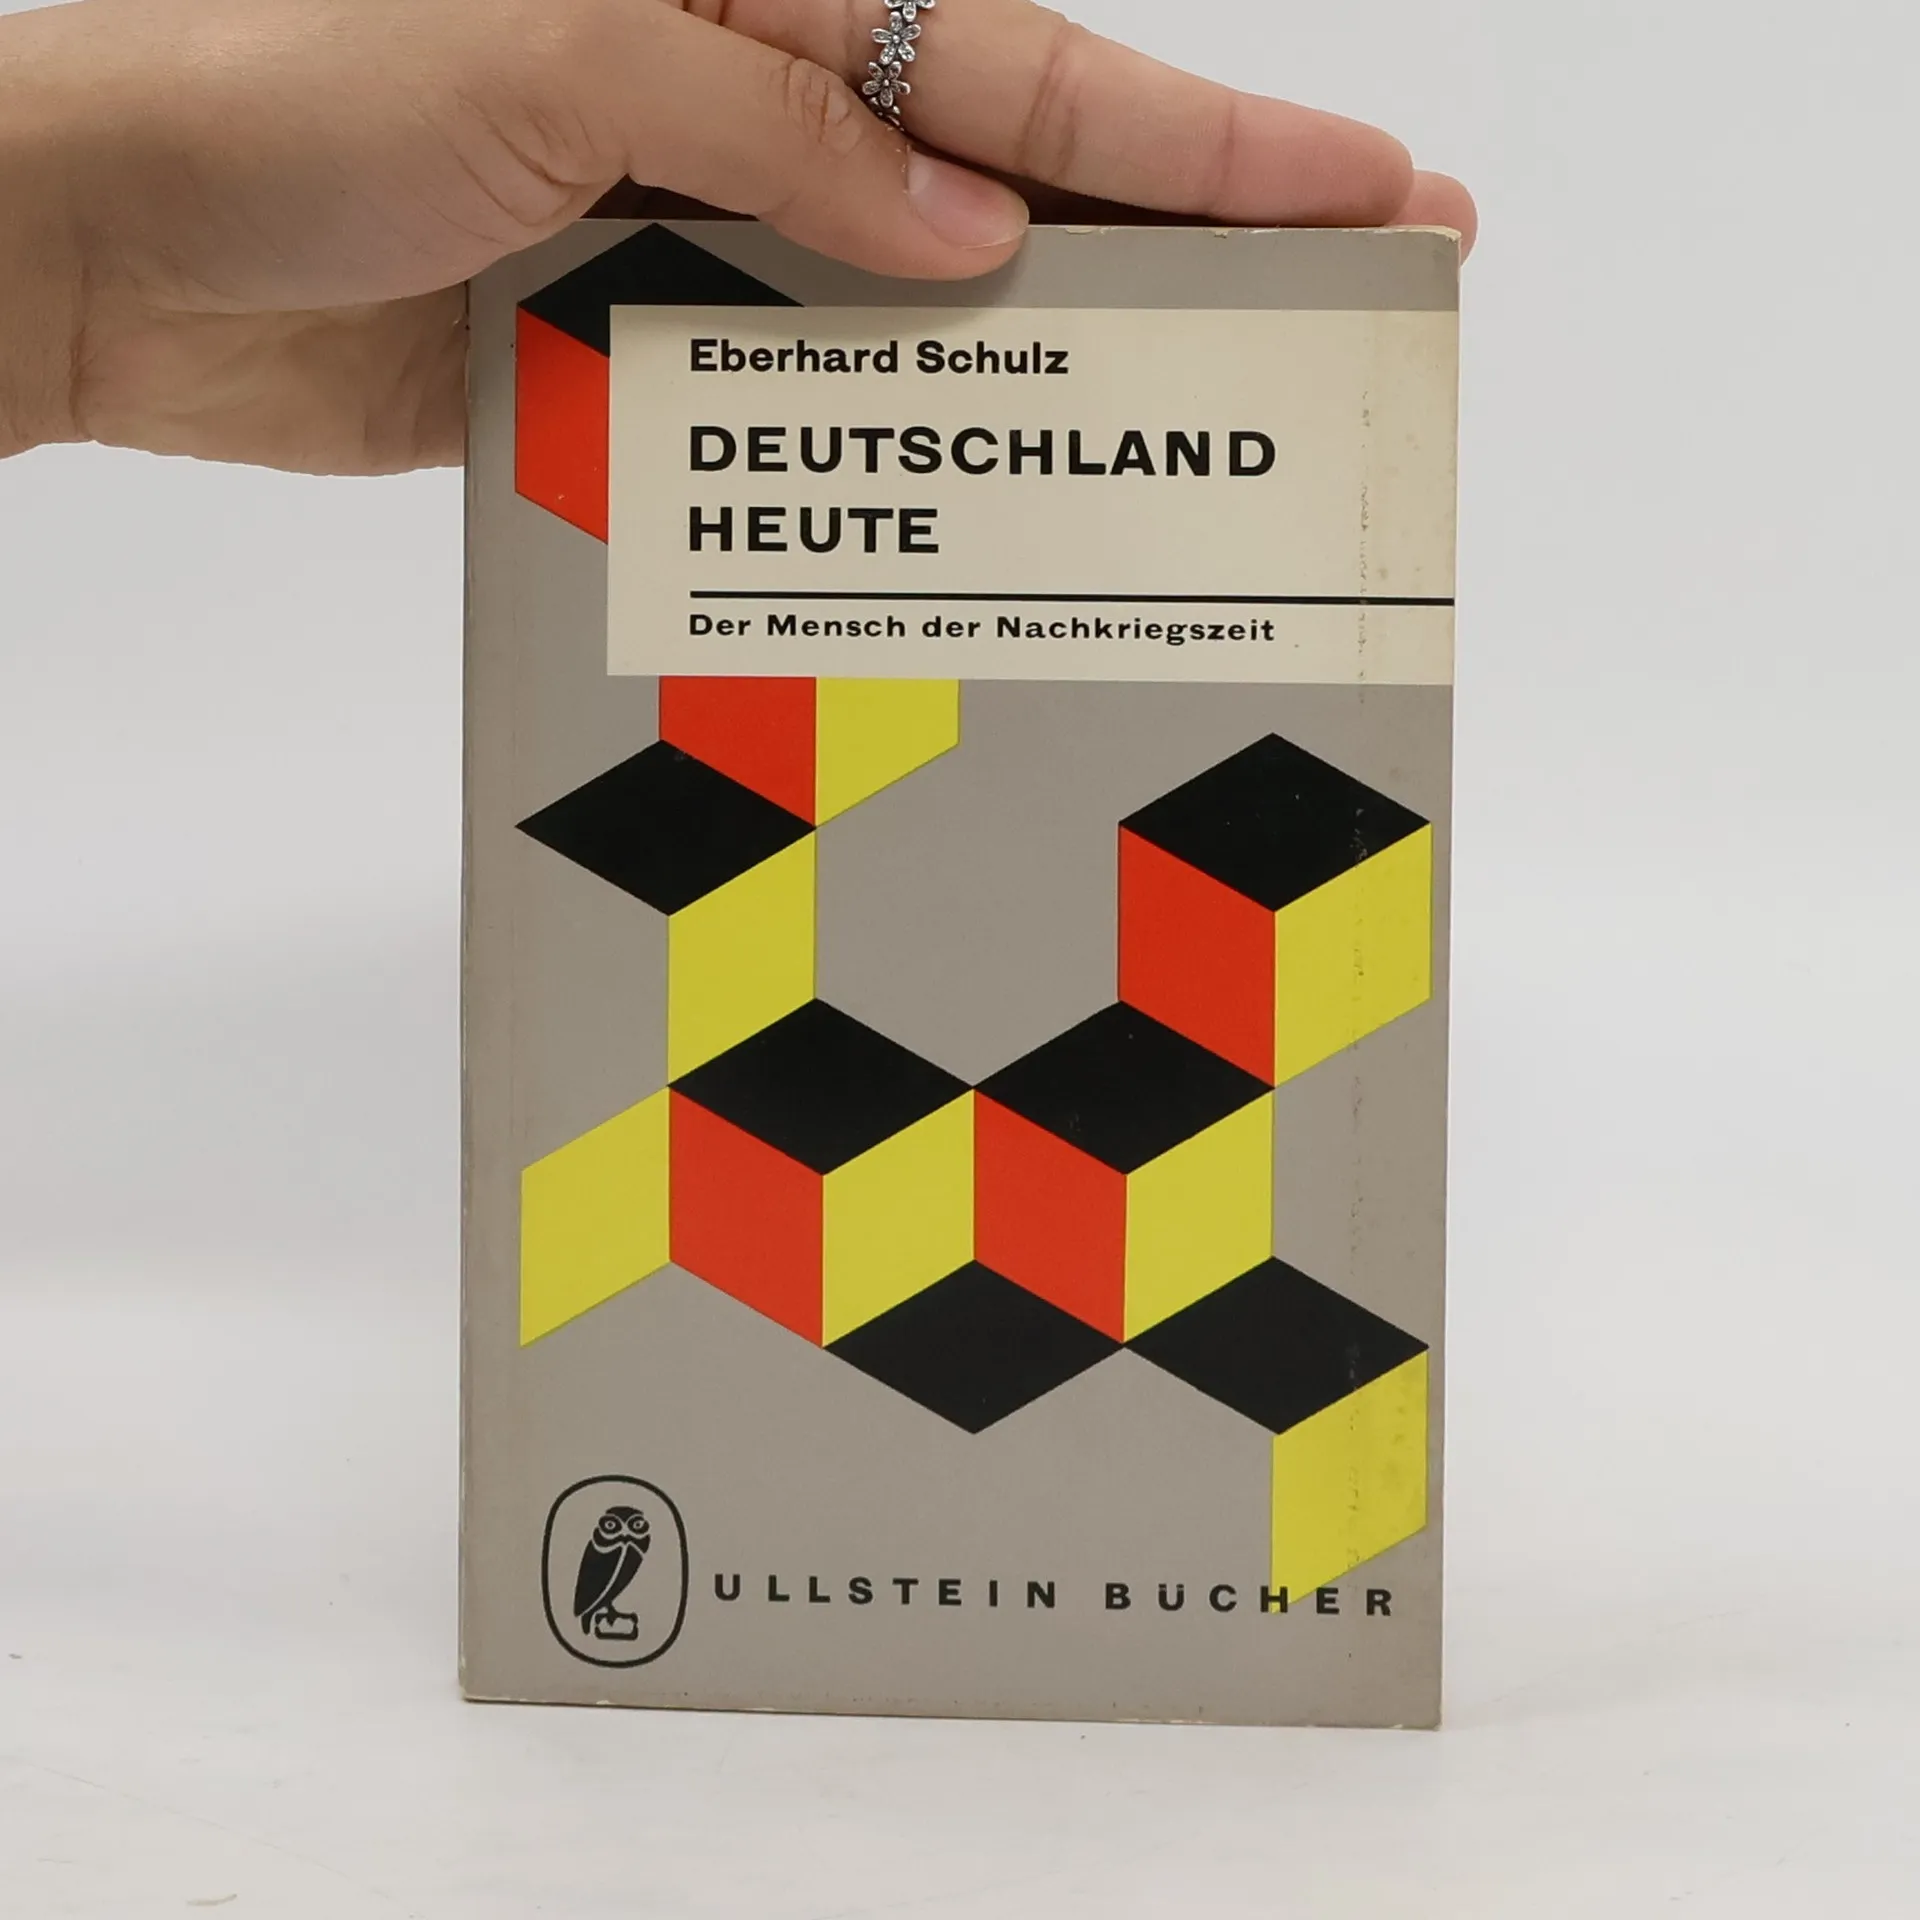 Eberhard Schulz
DEUTSCHLAND
HEUTE
Der Mensch der Nachkriegszeit
ULLSTEIN BÜCHER